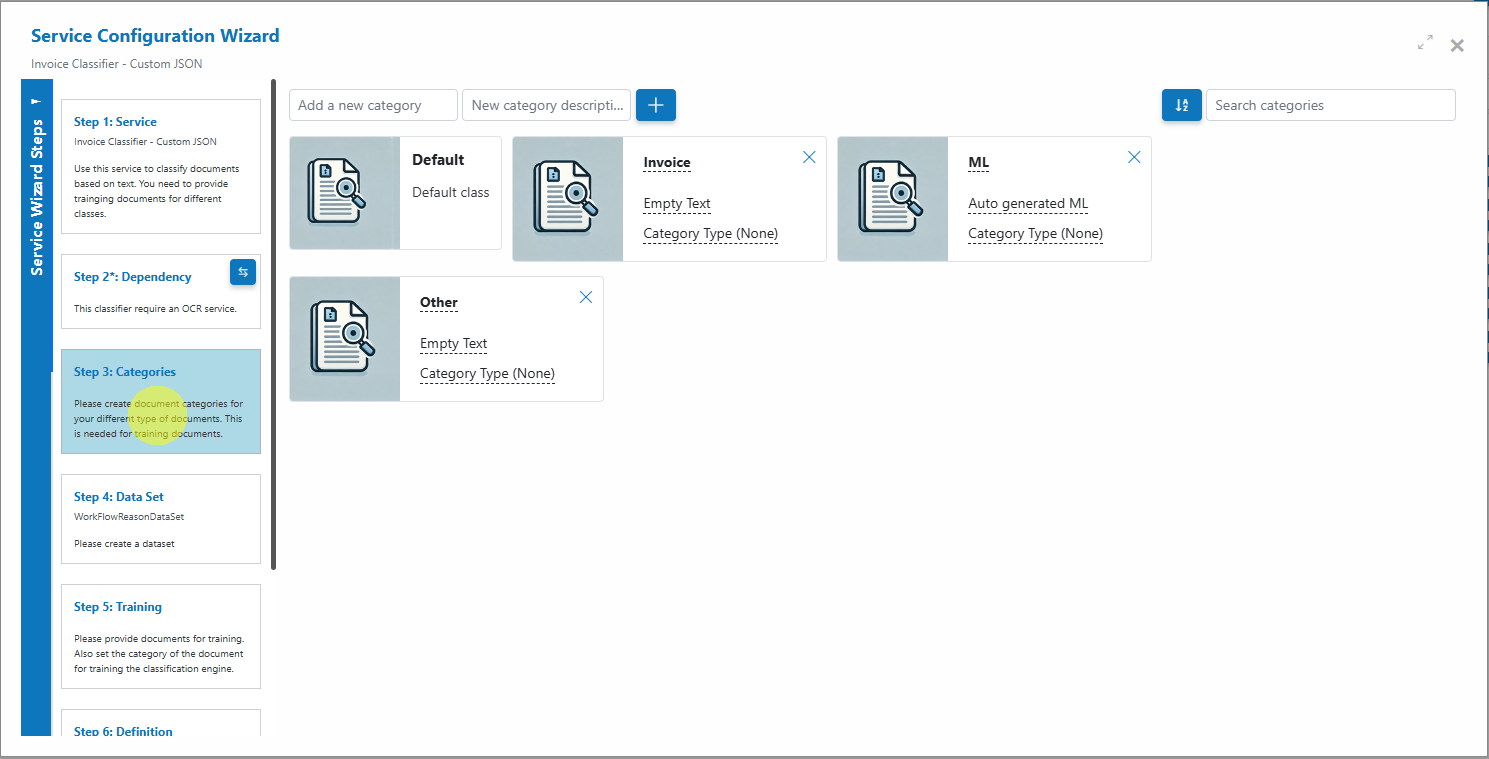 Service Configuration Wizard
Invoice Classifier - Custom JSON
Service Wizard Steps
Step 1: Service
Invoice Classifier - Custom JSON
Use this service to classify documents
based on text. You need to provide
trainging documents for different
classes.
Step 2*: Dependency
This classifier require an OCR service.
Step 3: Categories
Please create document categories for
your different type of documents. This
is needed for training documents.
Step 4: Data Set
WorkFlowReasonDataSet
Please create a dataset
Step 5: Training
Please provide documents for training.
Also set the category of the document
for training the classification engine.
Step 6: Definition
Add a new category
New category descripti...
Search categories
Default
Default class
Invoice
Empty Text
Category Type (None)
ML
Auto generated ML
Category Type (None)
Other
Empty Text
Category Type (None)